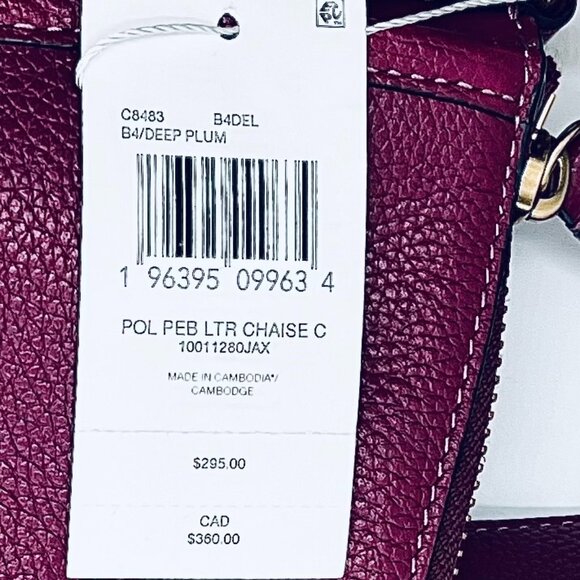 C8483 B4DEL
B4/DEEP PLUM
1 96395 09963 4
POL PEB LTR CHAISE C
10011280JAX
MADE IN CAMBODIA*/
CAMBODGE
$295.00
CAD
$360.00